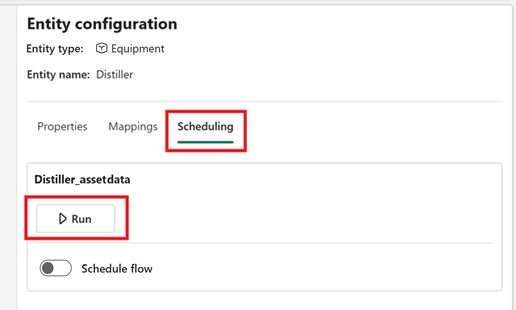 Entity configuration
Entity type: Equipment
Entity name: Distiller
Properties Mappings Scheduling
Distiller_assetdata
Run
Schedule flow